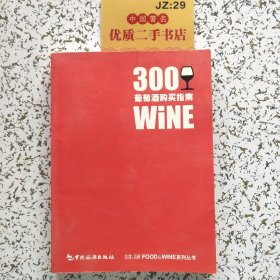 JZ:29
中国著名
优质二手书店
300
葡萄酒购买指南
WiNE
中国旅游出版社
FOOD&WINE系列丛书